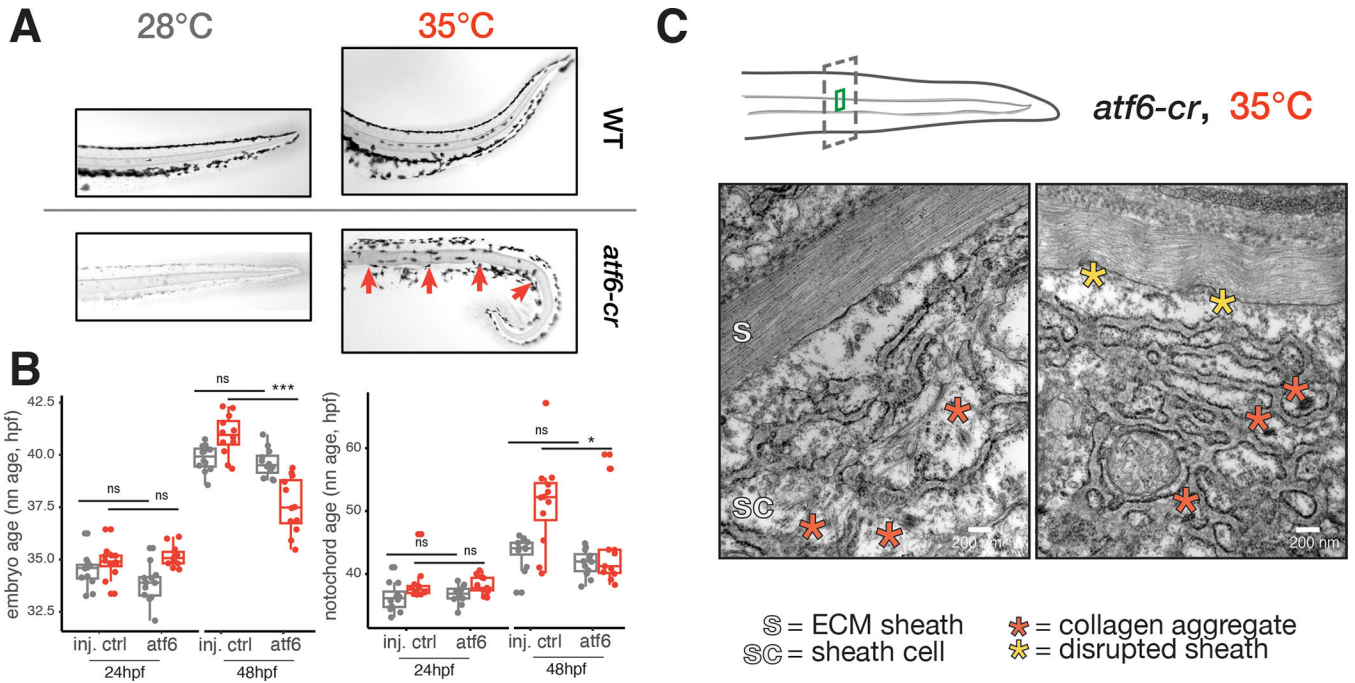 A
28°C
35°C
WT
atf6-cr
B
embryo age (nn age, hpf)
42.5
40.0
37.5
35.0
32.5
ns
***
ns
ns
inj. ctrl
atf6
inj. ctrl
atf6
24hpf
48hpf
notochord age (nn age, hpf)
60
50
40
ns
*
ns
ns
inj. ctrl
atf6
inj. ctrl
atf6
24hpf
48hpf
C
atf6-cr, 35°C
S
SC
200 nm
200 nm
S = ECM sheath
SC = sheath cell
* = collagen aggregate
* = disrupted sheath